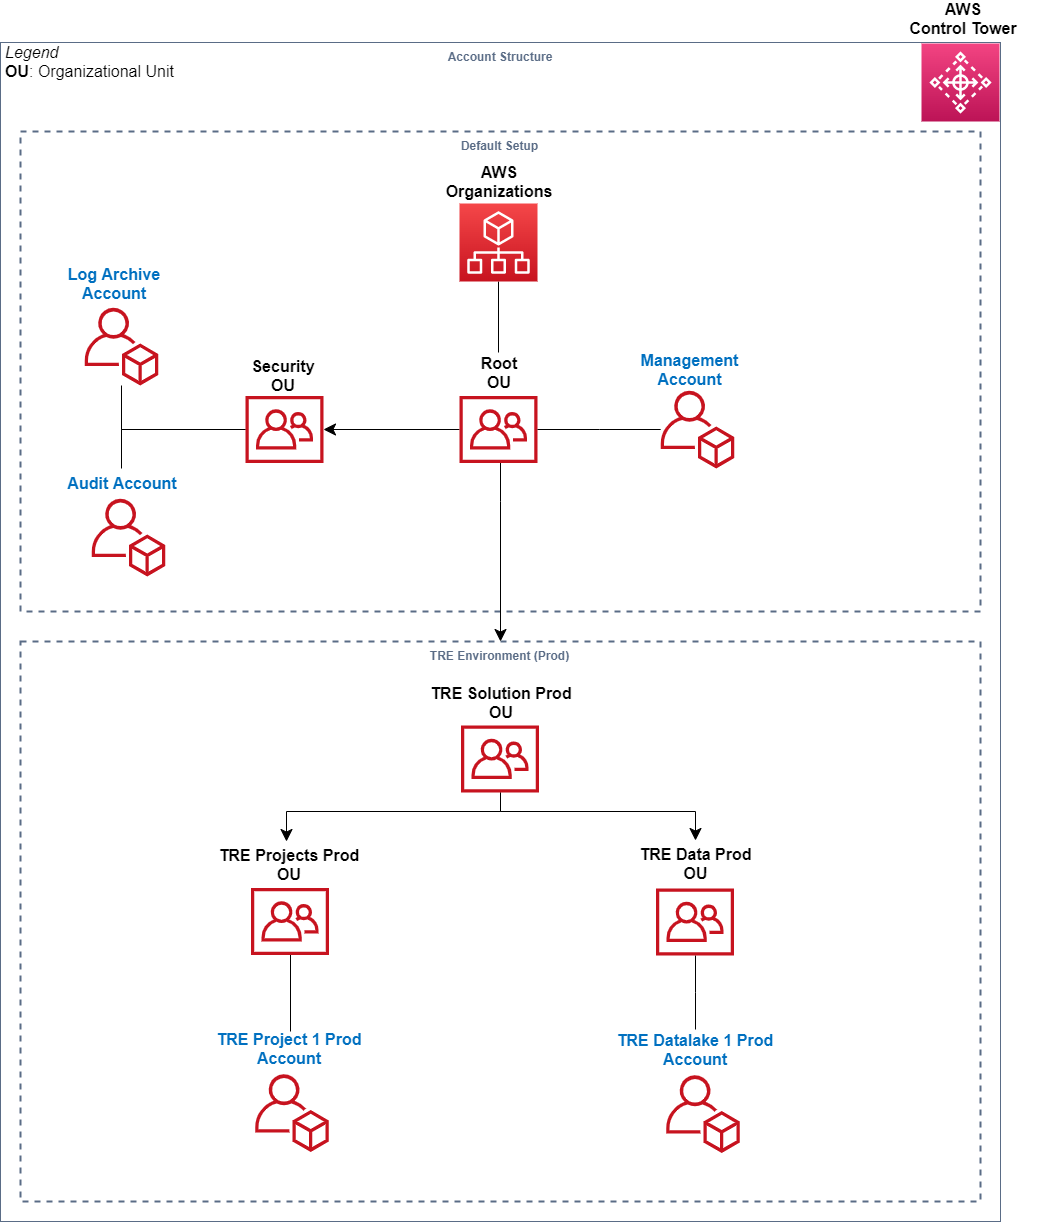 AWS
Control Tower
Legend
OU: Organizational Unit
Account Structure
Default Setup
AWS
Organizations
Log Archive
Account
Security
OU
Root
OU
Management
Account
Audit Account
TRE Environment (Prod)
TRE Solution Prod
OU
TRE Projects Prod
OU
TRE Data Prod
OU
TRE Project 1 Prod
Account
TRE Datalake 1 Prod
Account